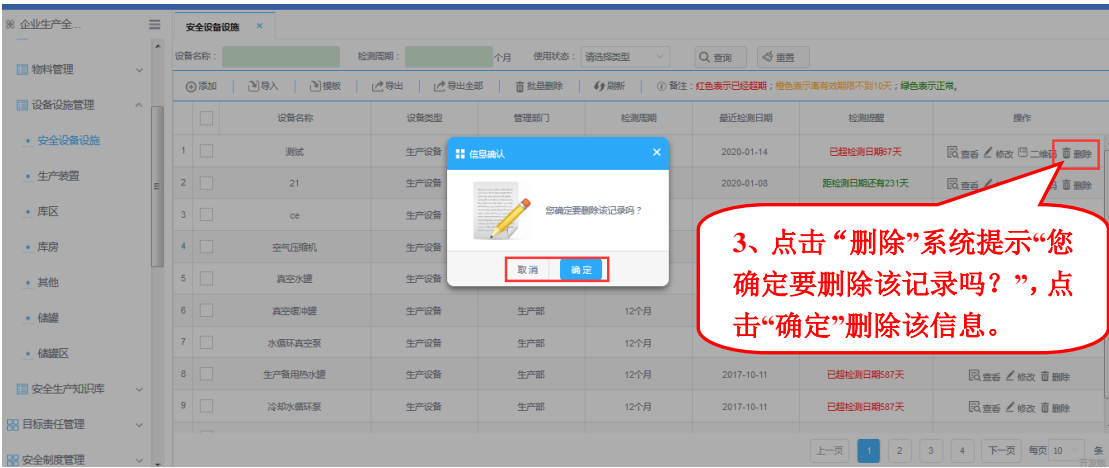 企业生产全...
安全设备设施 ×
设备名称： 检测周期： 个月 使用状态： 请选择类型 查询 重置
物料管理
添加 导入 模板 导出 导出全部 批量删除 刷新 备注：红色表示已经超期；橙色表示离有效期限不到10天；绿色表示正常。
设备设施管理
设备名称 设备类型 管理部门 检测周期 最近检测日期 检测提醒 操作
安全设备设施
1 测试 生产设备 2020-01-14 已超检测日期67天 查看 修改 二维码 删除
信息确认 ×
生产装置
2 21 生产设备 2020-01-08 距检测日期还有231天 查看
您确定要删除该记录吗？
库区
3 ce 生产设备
库房
4 空气压缩机 生产设备
3、点击“删除”系统提示“您
确定要删除该记录吗？”，点
击“确定”删除该信息。
其他
5 真空水罐 生产设备
取消 确定
储罐
6 真空缓冲罐 生产设备 生产部 12个月
储罐区
7 水循环真空泵 生产设备 生产部 12个月
安全生产知识库
8 生产备用热水罐 生产设备 生产部 12个月 2017-10-11 已超检测日期587天 查看 修改 删除
9 冷却水循环泵 生产设备 生产部 12个月 2017-10-11 已超检测日期587天 查看 修改 删除
目标责任管理
安全制度管理
上一页 1 2 3 4 下一页 每页 10 条